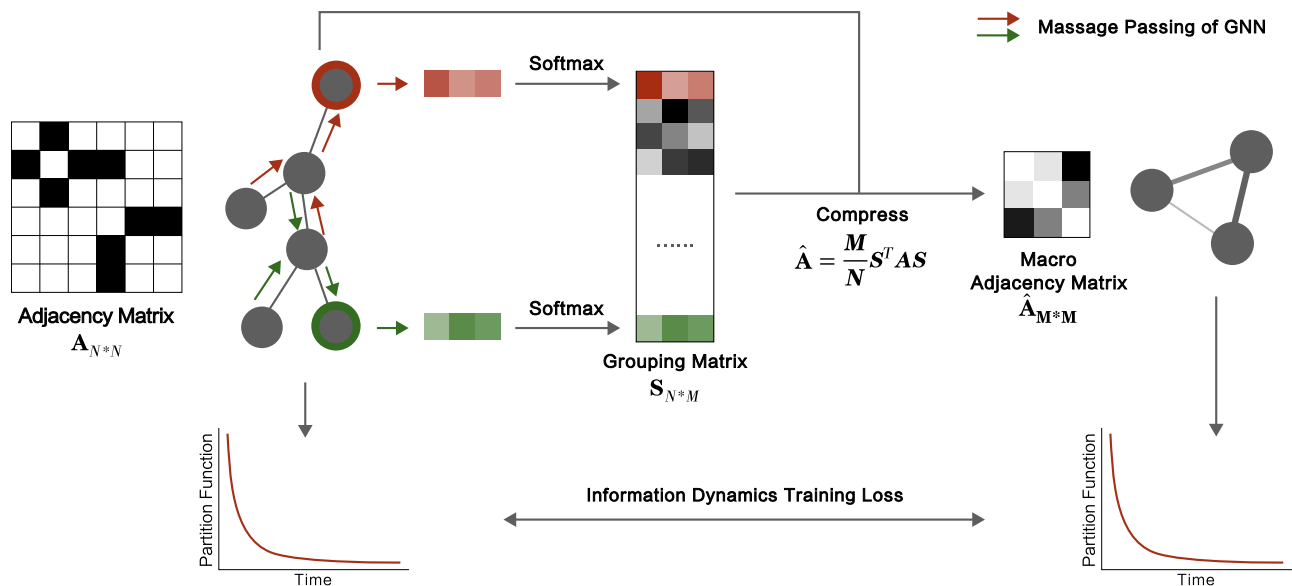 Massage Passing of GNN
Softmax
Adjacency Matrix
A_{N*N}
Compress
Â = \frac{M}{N} S^T A S
......
Softmax
Grouping Matrix
S_{N*M}
Macro
Adjacency Matrix
Â_{M*M}
Partition Function
Time
Information Dynamics Training Loss
Partition Function
Time